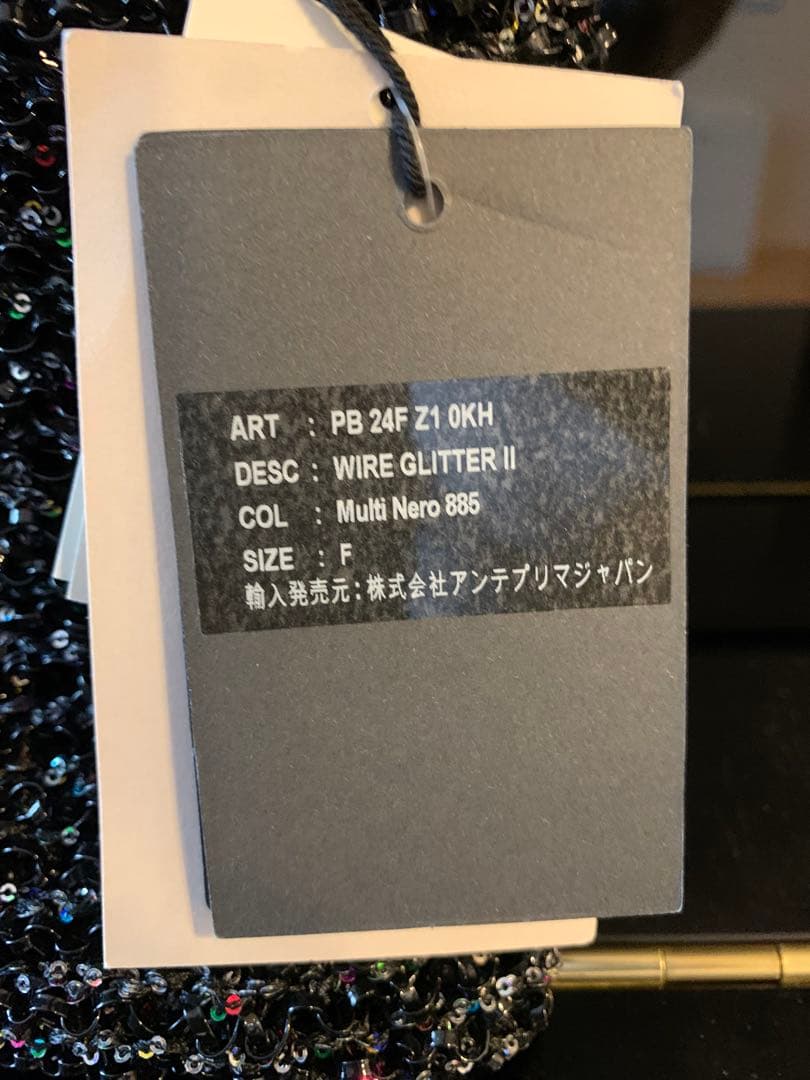 ART : PB 24F Z1 0KH
DESC : WIRE GLITTER II
COL : Multi Nero 885
SIZE : F
輸入発売元:株式会社アンテプリマジャパン